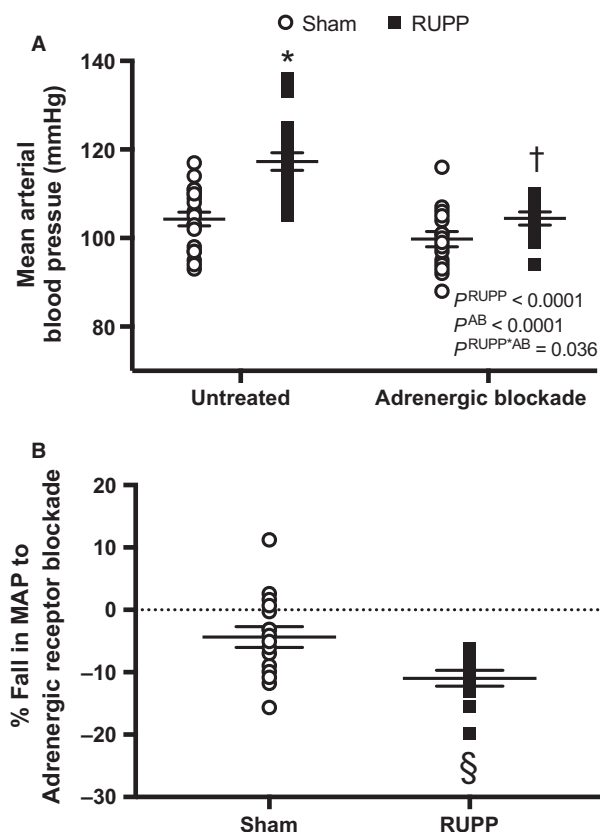 Sham RUPP
A
Mean arterial
blood pressue (mmHg)
140
120
100
80
*
†
P^RUPP < 0.0001
P^AB < 0.0001
P^RUPP*AB = 0.036
Untreated Adrenergic blockade
B
% Fall in MAP to
Adrenergic receptor blockade
20
10
0
–10
–20
–30
§
Sham RUPP